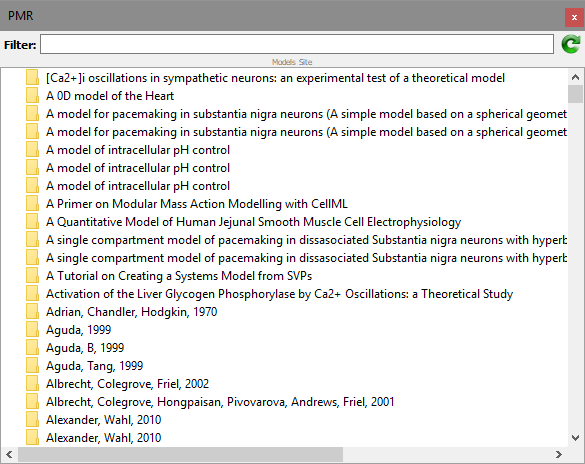 PMR
x
Filter:
Models Site
[Ca2+]i oscillations in sympathetic neurons: an experimental test of a theoretical model
A 0D model of the Heart
A model for pacemaking in substantia nigra neurons (A simple model based on a spherical geomet
A model for pacemaking in substantia nigra neurons (A simple model based on a spherical geomet
A model of intracellular pH control
A model of intracellular pH control
A model of intracellular pH control
A Primer on Modular Mass Action Modelling with CellML
A Quantitative Model of Human Jejunal Smooth Muscle Cell Electrophysiology
A single compartment model of pacemaking in dissasociated Substantia nigra neurons with hyperb
A single compartment model of pacemaking in dissasociated Substantia nigra neurons with hyperb
A Tutorial on Creating a Systems Model from SVPs
Activation of the Liver Glycogen Phosphorylase by Ca2+ Oscillations: a Theoretical Study
Adrian, Chandler, Hodgkin, 1970
Aguda, 1999
Aguda, B, 1999
Aguda, Tang, 1999
Albrecht, Colegrove, Friel, 2002
Albrecht, Colegrove, Hongpaisan, Pivovarova, Andrews, Friel, 2001
Alexander, Wahl, 2010
Alexander, Wahl, 2010